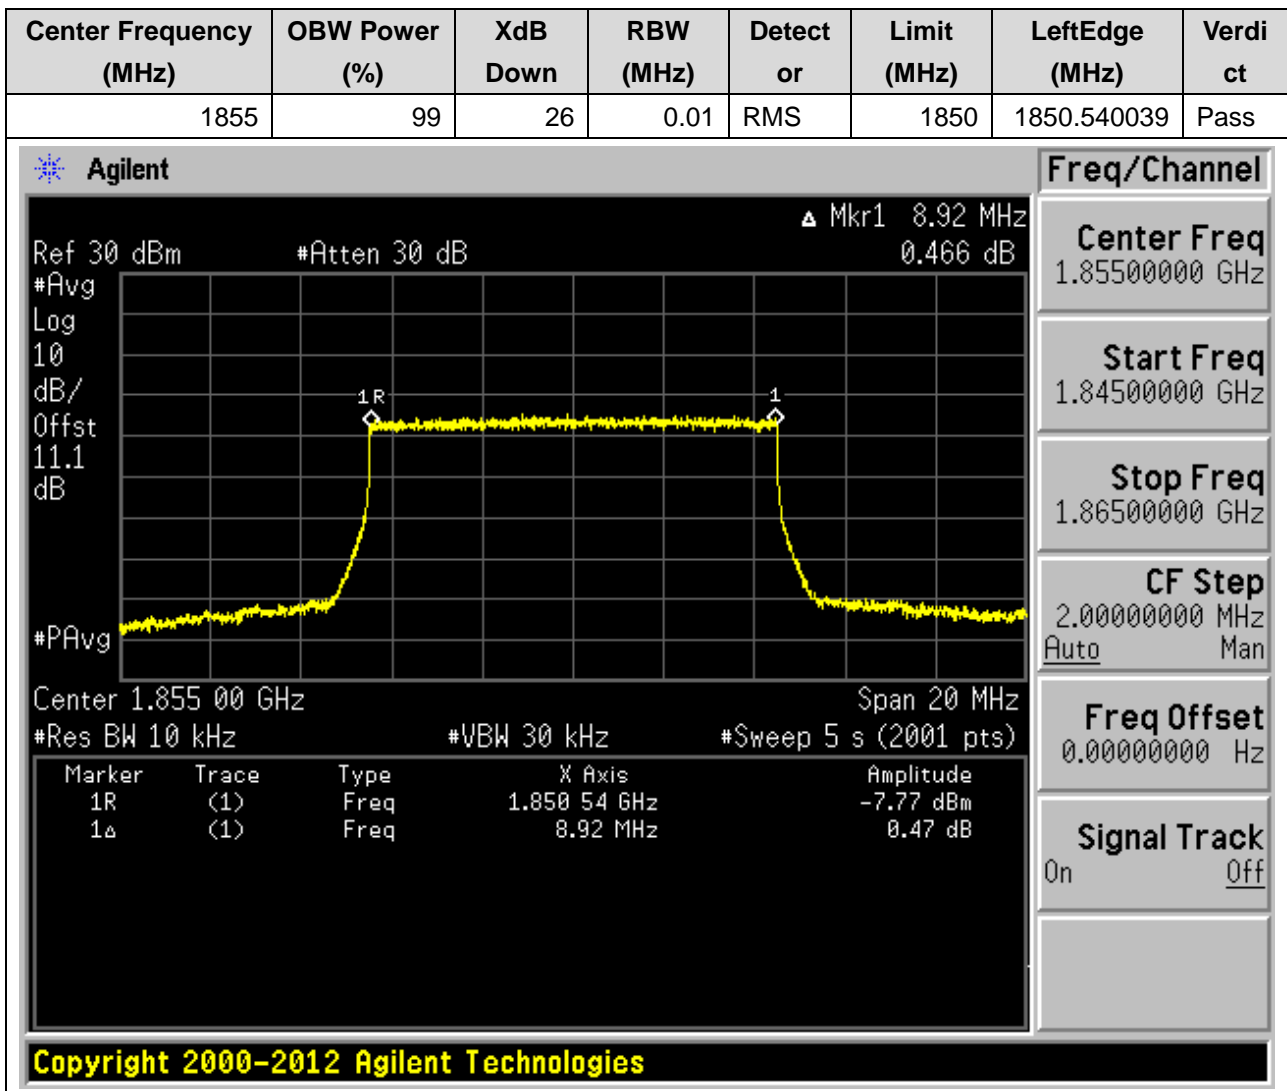 Center Frequency (MHz) OBW Power (%) XdB Down RBW (MHz) Detect or Limit (MHz) LeftEdge (MHz) Verdi ct
1855 99 26 0.01 RMS 1850 1850.540039 Pass
Agilent
Freq/Channel
Δ Mkr1 8.92 MHz
Ref 30 dBm #Atten 30 dB 0.466 dB
#Avg
Log
10
dB/
Offst
11.1
dB
#PAvg
1R
1
Center 1.855 00 GHz Span 20 MHz
#Res BW 10 kHz #VBW 30 kHz #Sweep 5 s (2001 pts)
Marker Trace Type X Axis Amplitude
1R (1) Freq 1.850 54 GHz -7.77 dBm
1Δ (1) Freq 8.92 MHz 0.47 dB
Center Freq
1.85500000 GHz
Start Freq
1.84500000 GHz
Stop Freq
1.86500000 GHz
CF Step
2.00000000 MHz
Auto Man
Freq Offset
0.00000000 Hz
Signal Track
On Off
Copyright 2000-2012 Agilent Technologies